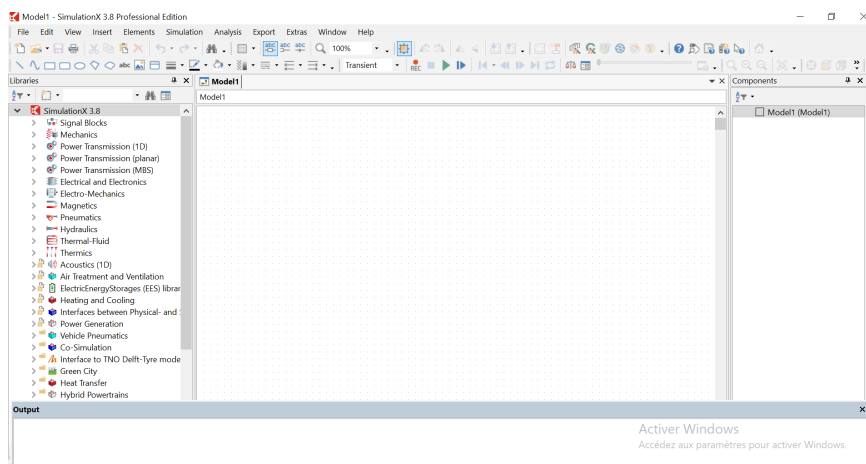 Model1 - SimulationX 3.8 Professional Edition
File Edit View Insert Elements Simulation Analysis Export Extras Window Help
abc abc abc 100%
abc Transient REC
Libraries
Model1
Components
Model1
Model1 (Model1)
SimulationX 3.8
Signal Blocks
Mechanics
Power Transmission (1D)
Power Transmission (planar)
Power Transmission (MBS)
Electrical and Electronics
Electro-Mechanics
Magnetics
Pneumatics
Hydraulics
Thermal-Fluid
Thermics
Acoustics (1D)
Air Treatment and Ventilation
ElectricEnergyStorages (EES) librar
Heating and Cooling
Interfaces between Physical- and
Power Generation
Vehicle Pneumatics
Co-Simulation
Interface to TNO Delft-Tyre mode
Green City
Heat Transfer
Hybrid Powertrains
Output
Activer Windows
Accédez aux paramètres pour activer Windows.